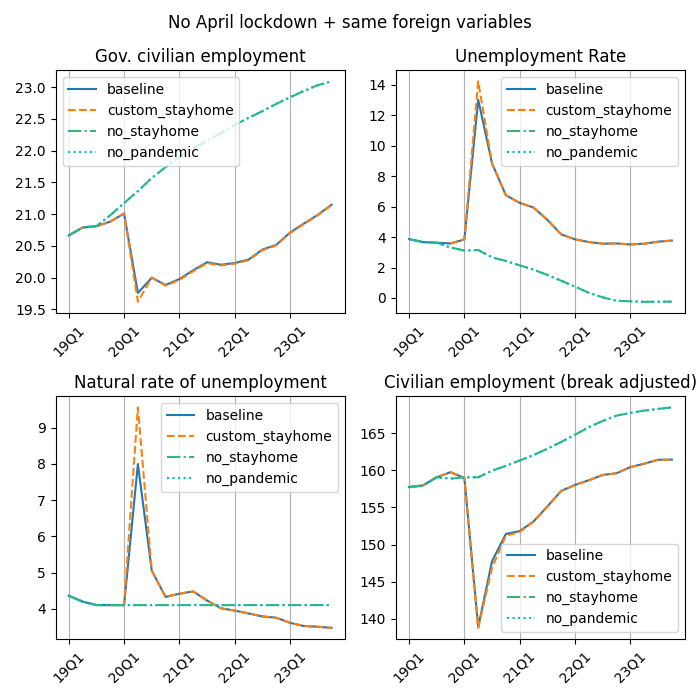 No April lockdown + same foreign variables
Gov. civilian employment
23.0
22.5
22.0
21.5
21.0
20.5
20.0
19.5
baseline
custom_stayhome
no_stayhome
no_pandemic
19Q1
20Q1
21Q1
22Q1
23Q1
Unemployment Rate
14
12
10
8
6
4
2
0
baseline
custom_stayhome
no_stayhome
no_pandemic
19Q1
20Q1
21Q1
22Q1
23Q1
Natural rate of unemployment
9
8
7
6
5
4
baseline
custom_stayhome
no_stayhome
no_pandemic
19Q1
20Q1
21Q1
22Q1
23Q1
Civilian employment (break adjusted)
165
160
155
150
145
140
baseline
custom_stayhome
no_stayhome
no_pandemic
19Q1
20Q1
21Q1
22Q1
23Q1